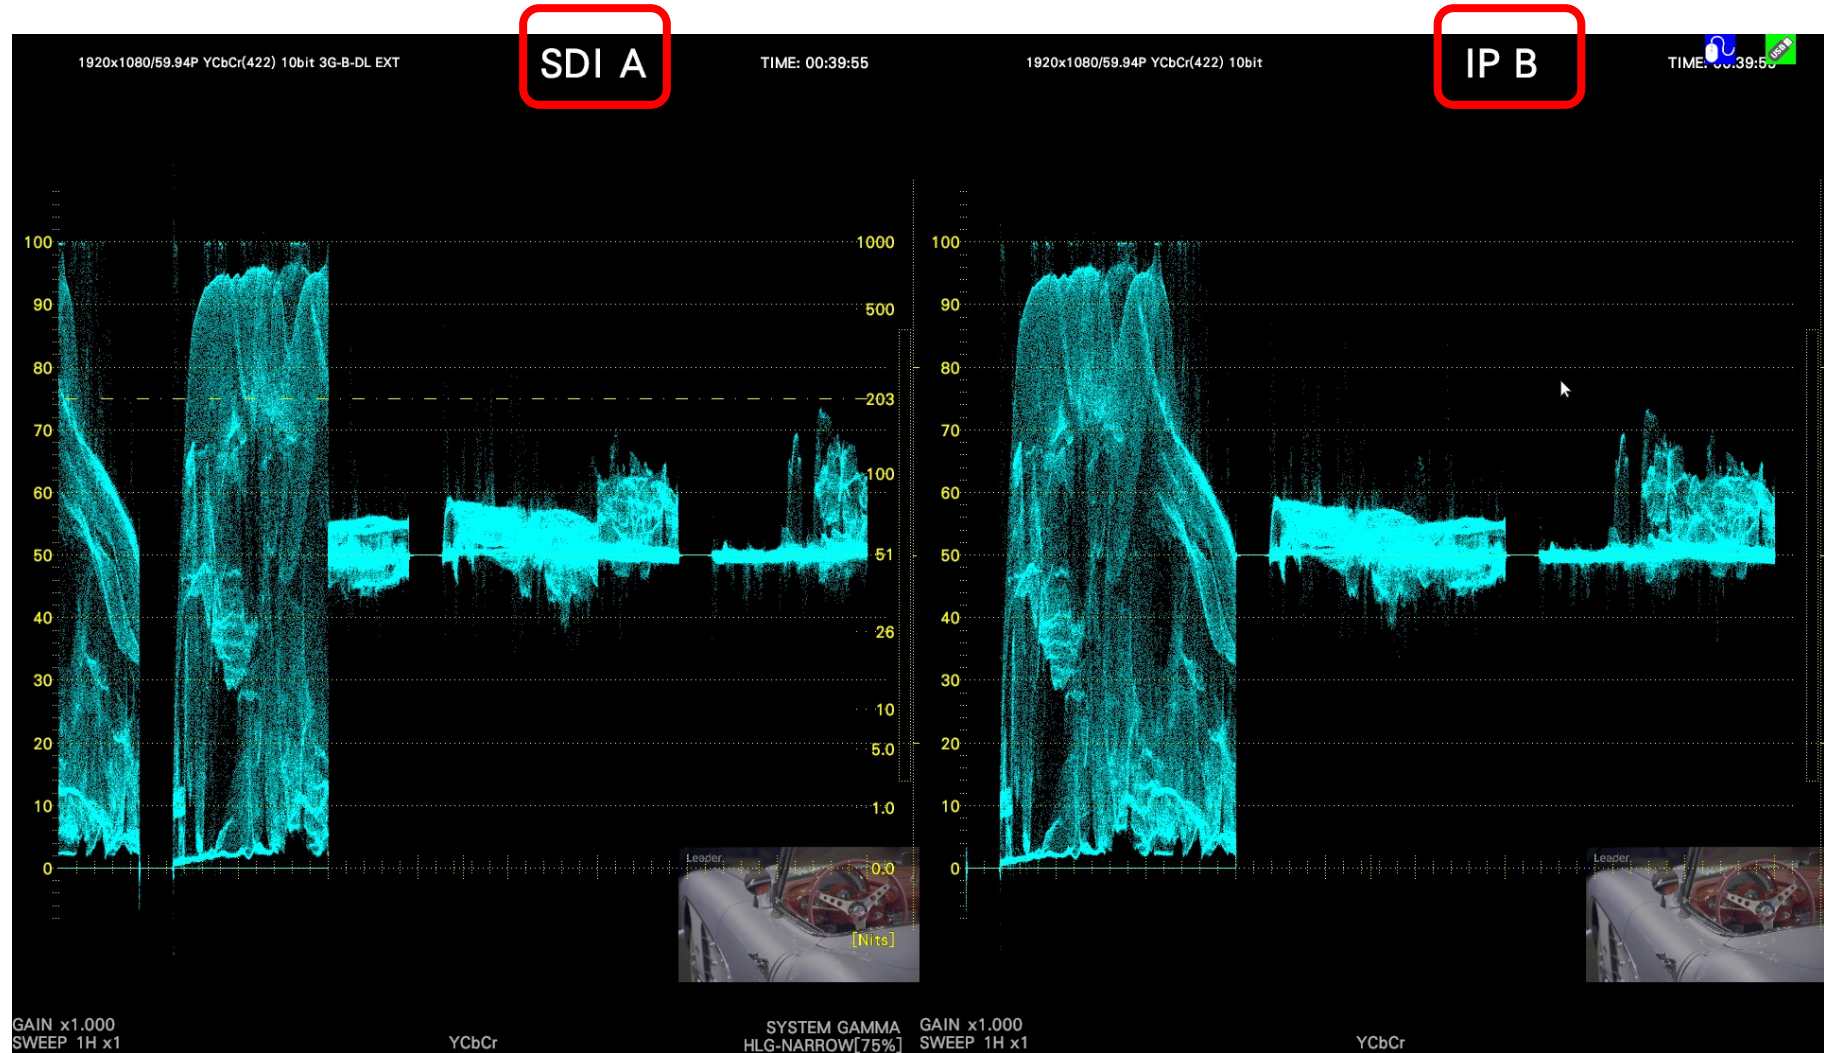 SDI A
IP B
1920x1080/59.94P YCbCr(422) 10bit 3G-B-DL EXT
TIME: 00:39:55
1920x1080/59.94P YCbCr(422) 10bit
TIME:
USB
100
90
80
70
60
50
40
30
20
10
0
1000
500
203
100
51
26
10
5.0
1.0
0.0
[Nits]
Leader
100
90
80
70
60
50
40
30
20
10
0
Leader
GAIN x1.000
SWEEP 1H x1
YCbCr
SYSTEM GAMMA
HLG-NARROW[75%]
GAIN x1.000
SWEEP 1H x1
YCbCr